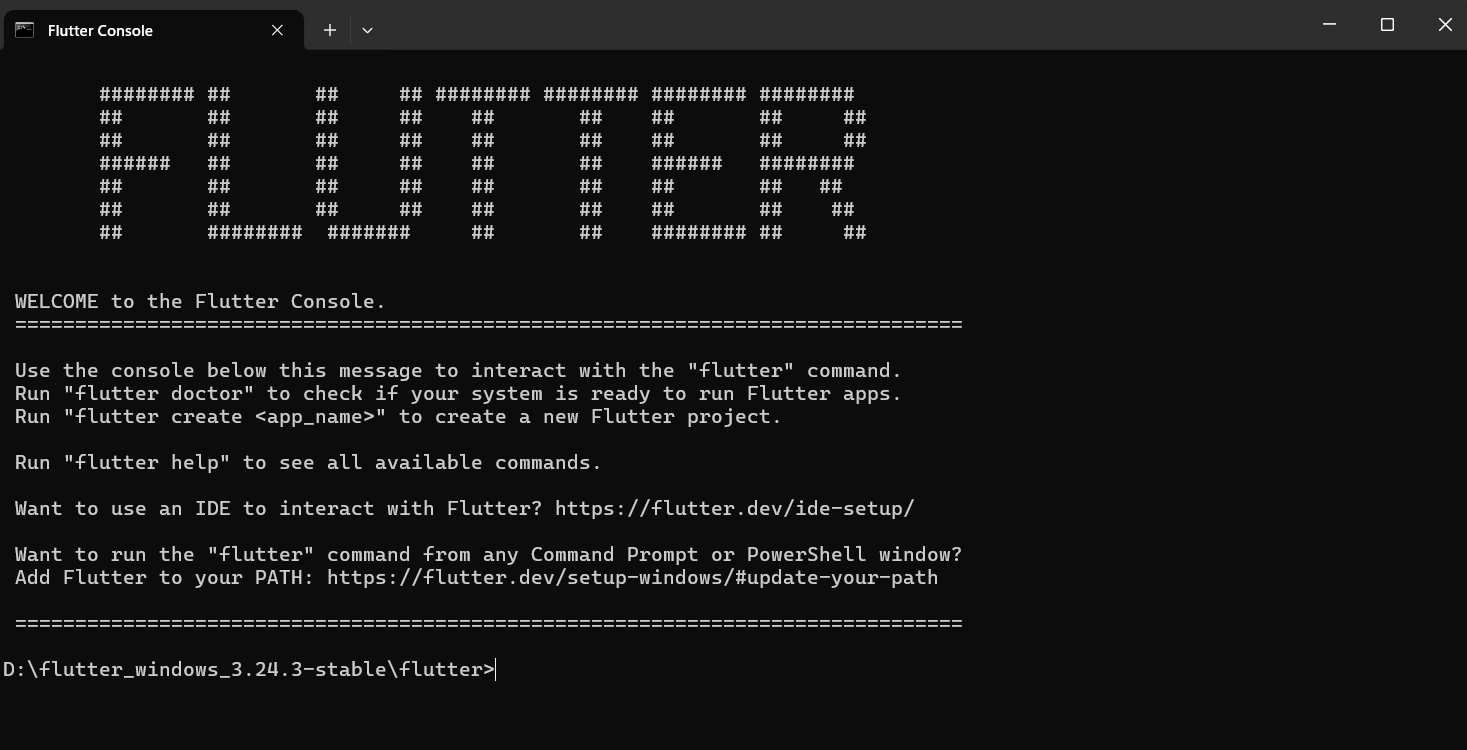 Flutter Console
######## ##       ##     ## ######## ######## ######## ########
##       ##       ##     ##    ##       ##    ##       ##     ##
##       ##       ##     ##    ##       ##    ##       ##     ##
######   ##       ##     ##    ##       ##    ######   ########
##       ##       ##     ##    ##       ##    ##       ##   ##
##       ##       ##     ##    ##       ##    ##       ##    ##
##       ########  #######     ##       ##    ######## ##     ##
WELCOME to the Flutter Console.
===============================================================================
Use the console below this message to interact with the "flutter" command.
Run "flutter doctor" to check if your system is ready to run Flutter apps.
Run "flutter create <app_name>" to create a new Flutter project.
Run "flutter help" to see all available commands.
Want to use an IDE to interact with Flutter? https://flutter.dev/ide-setup/
Want to run the "flutter" command from any Command Prompt or PowerShell window?
Add Flutter to your PATH: https://flutter.dev/setup-windows/#update-your-path
===============================================================================
D:\flutter_windows_3.24.3-stable\flutter>